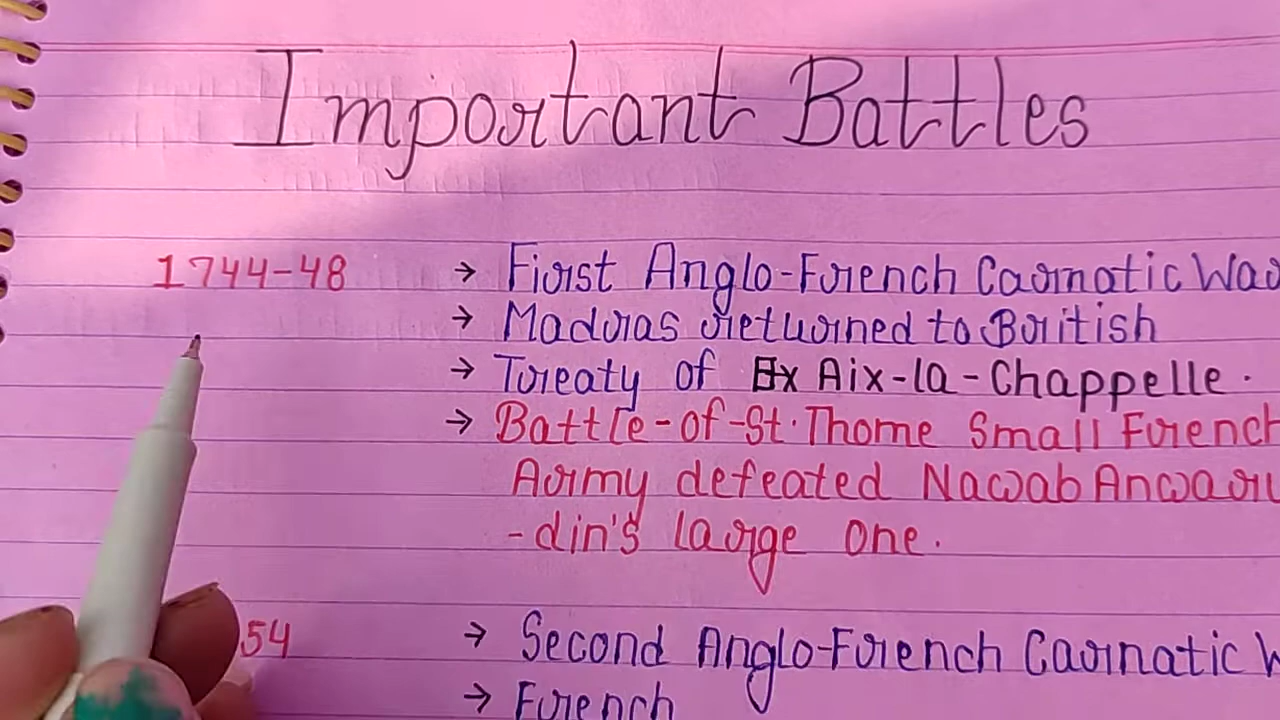 Important Battles
1744-48 → First Anglo-French Carnatic War
→ Madras returned to British
→ Treaty of Ex Aix-la-Chappelle.
→ Battle-of-St.Thome Small French
Army defeated Nawab Anwaru
-din's large one.
54 → Second Anglo-French Carnatic W
→ French